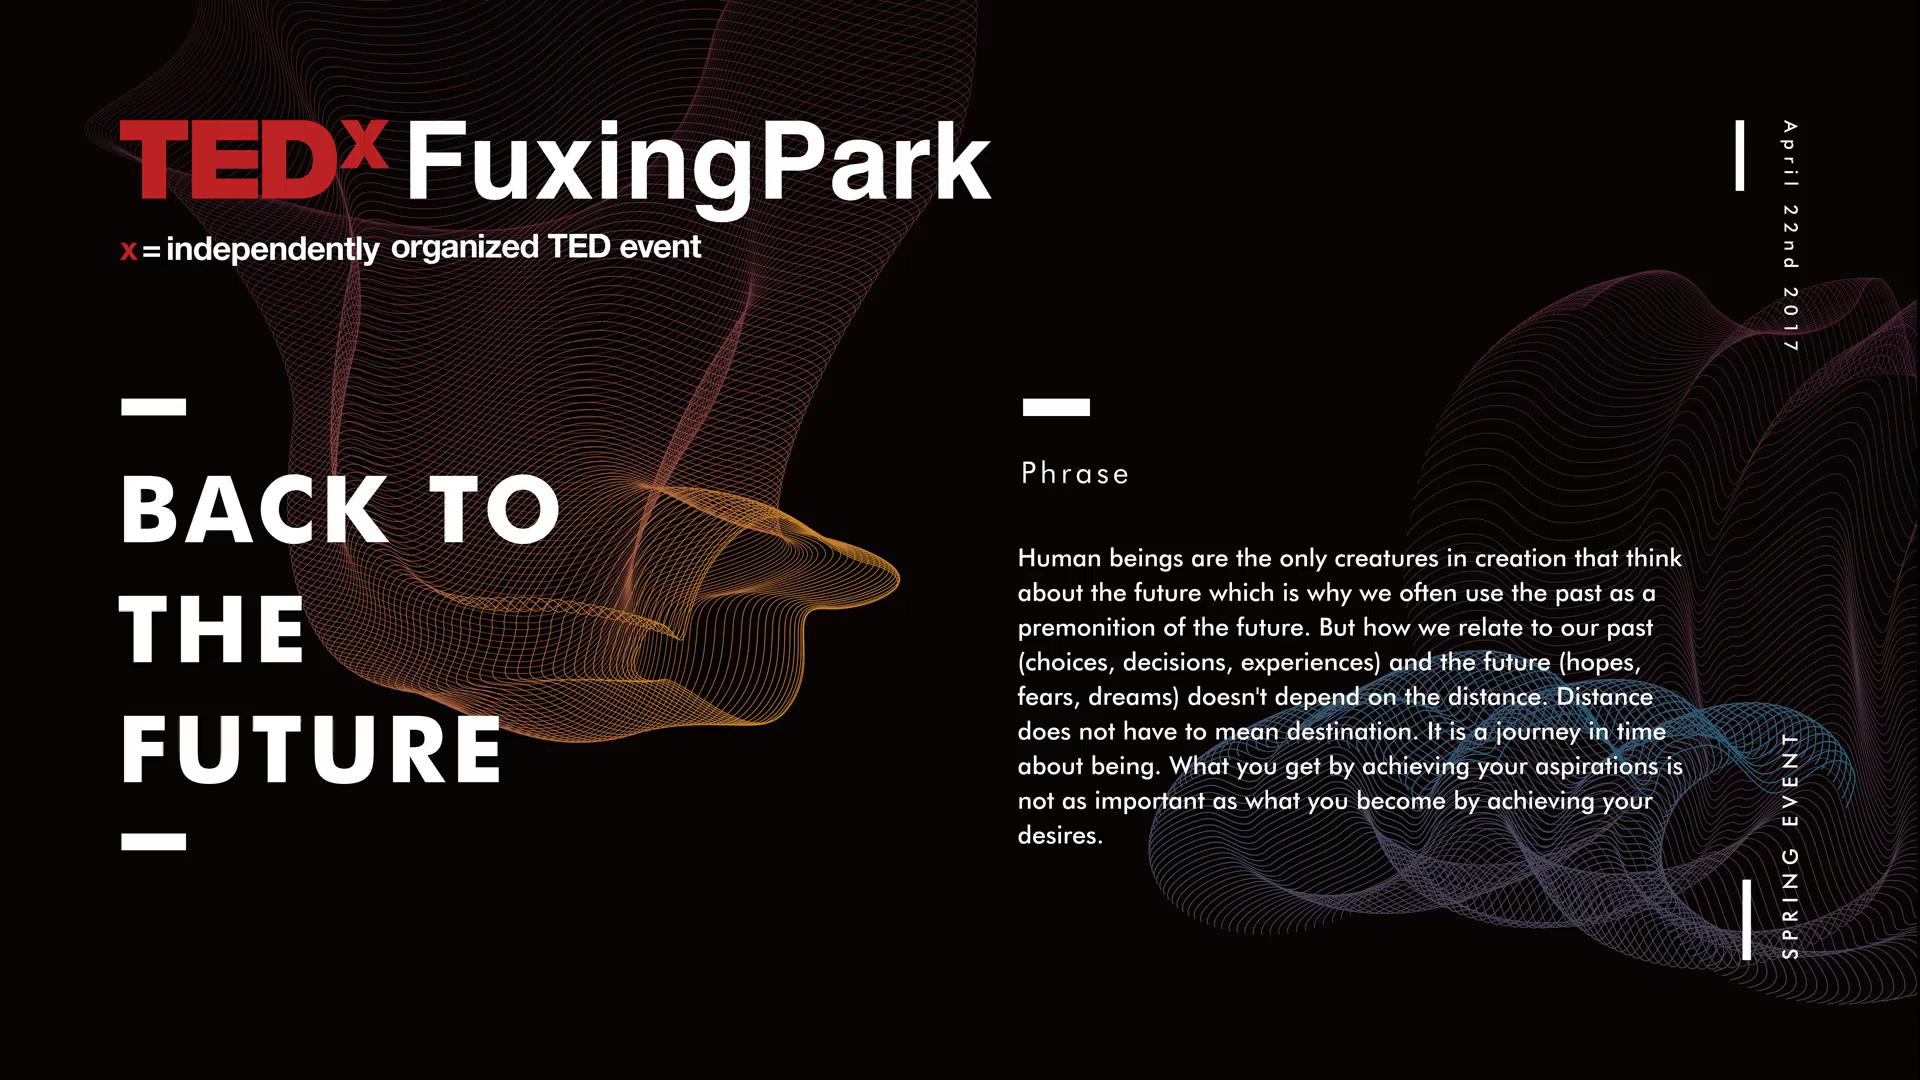 TEDx FuxingPark
x = independently organized TED event
BACK TO
THE
FUTURE
Phrase
Human beings are the only creatures in creation that think
about the future which is why we often use the past as a
premonition of the future. But how we relate to our past
(choices, decisions, experiences) and the future (hopes,
fears, dreams) doesn't depend on the distance. Distance
does not have to mean destination. It is a journey in time
about being. What you get by achieving your aspirations is
not as important as what you become by achieving your
desires.
April 22nd 2017
SPRING EVENT